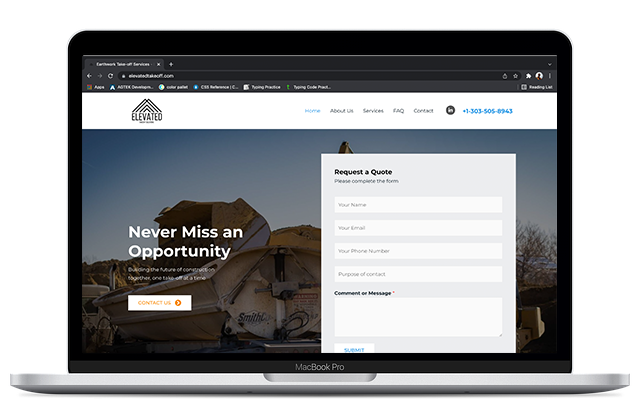 Earthwork Take-off Services -
elevatedtakeoff.com
Apps
ABTEK Developm...
color pallet
CSS Reference | C...
Typing Practice
Typing Code Pract...
Reading List
ELEVATED
Home
About Us
Services
FAQ
Contact
+1-303-505-8943
Never Miss an
Opportunity
Building the future of construction
together, one take-off at a time
CONTACT US
Smith
Request a Quote
Please complete the form
Your Name
Your Email
Your Phone Number
Purpose of contact
Comment or Message *
SUBMIT
MacBook Pro